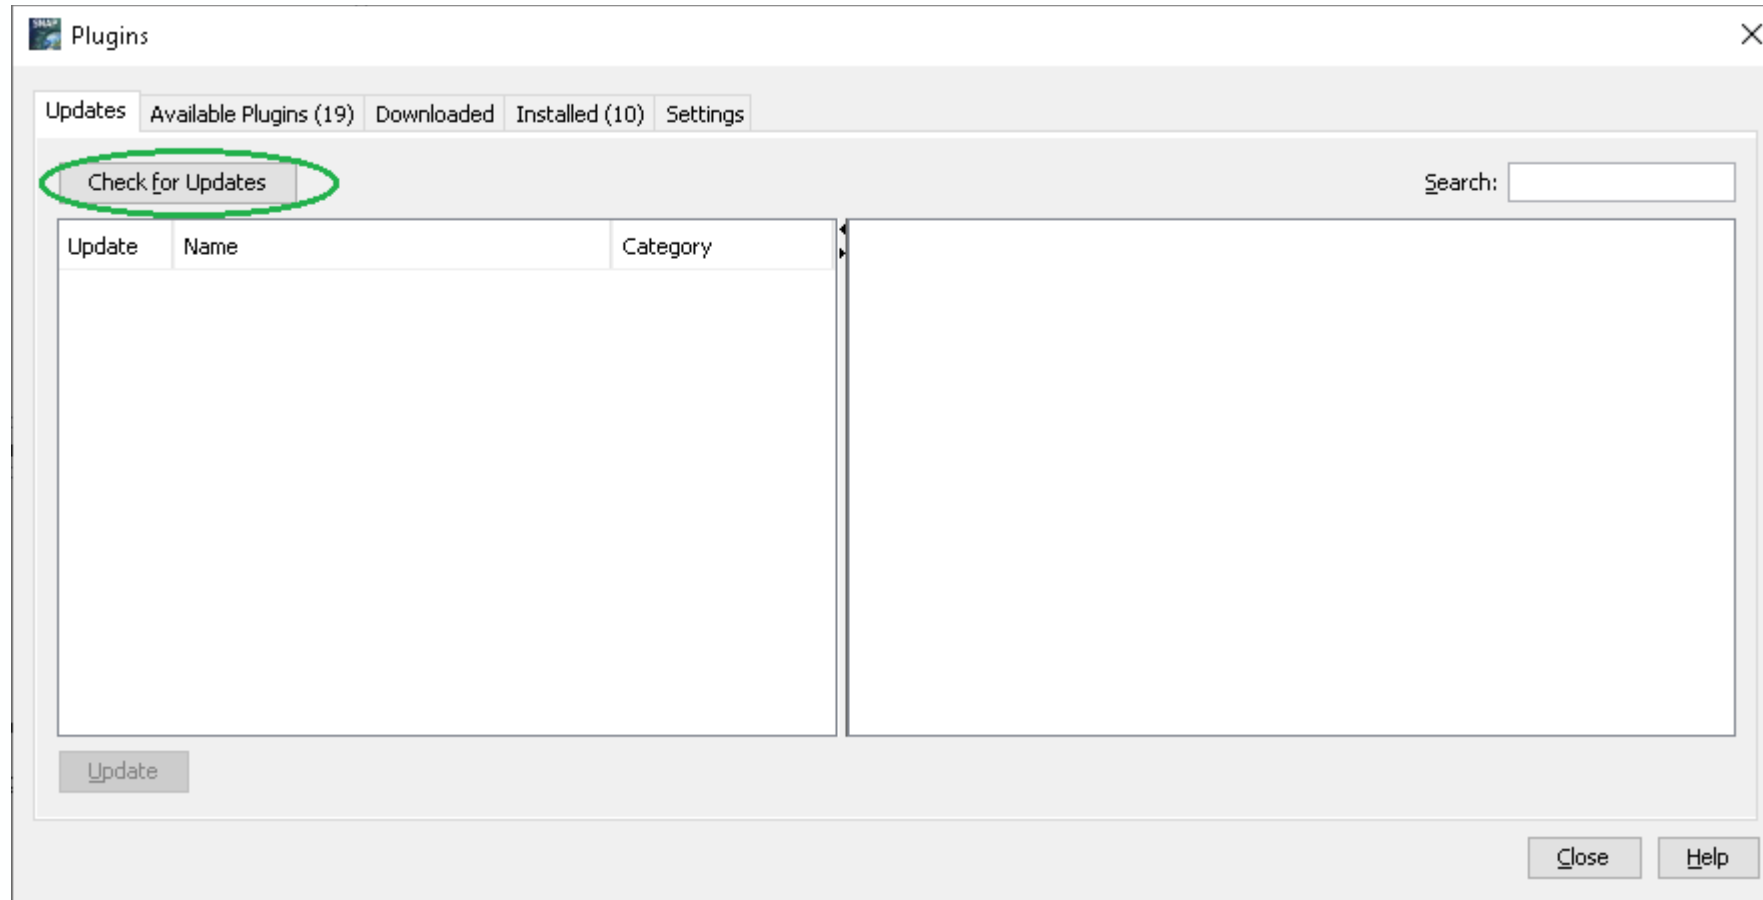 SNAP
Plugins
Updates Available Plugins (19) Downloaded Installed (10) Settings
Check for Updates Search:
Update Name Category
Update
Close Help